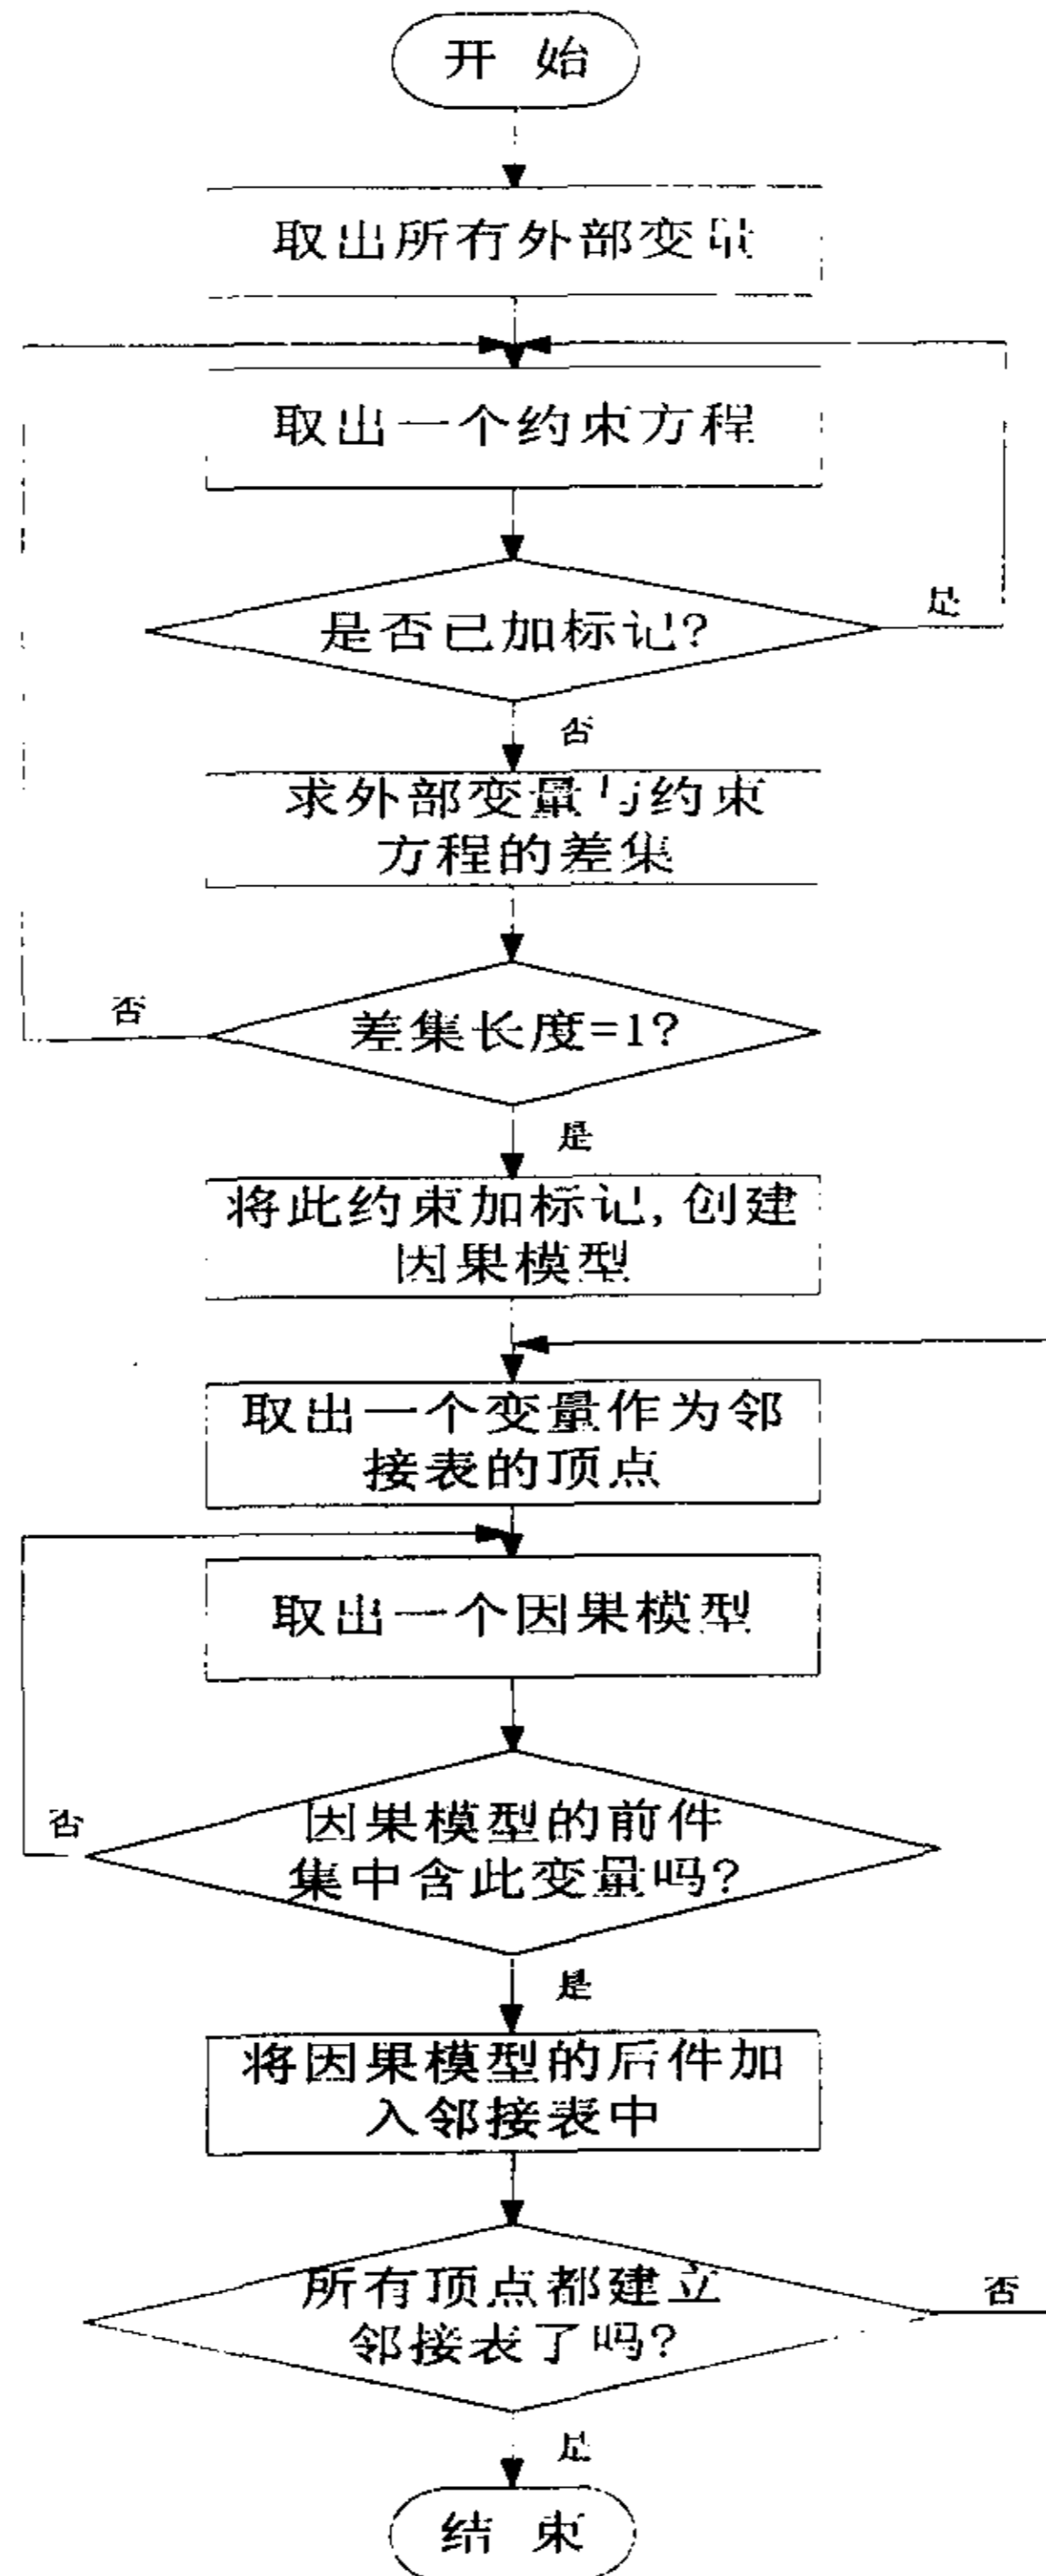 开 始
取出所有外部变量
取出一个约束方程
是否已加标记?
是
否
求外部变量与约束
方程的差集
差集长度=1?
否
是
将此约束加标记,创建
因果模型
取出一个变量作为邻
接表的顶点
取出一个因果模型
因果模型的前件
集中含此变量吗?
否
是
将因果模型的后件加
入邻接表中
所有顶点都建立
邻接表了吗?
否
是
结 束